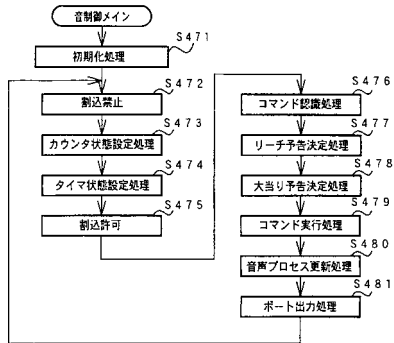 音制御メイン
S471
初期化処理
S472
割込禁止
S473
カウンタ状態設定処理
S474
タイマ状態設定処理
S475
割込許可
S476
コマンド認識処理
S477
リーチ予告決定処理
S478
大当り予告決定処理
S479
コマンド実行処理
S480
音声プロセス更新処理
S481
ポート出力処理